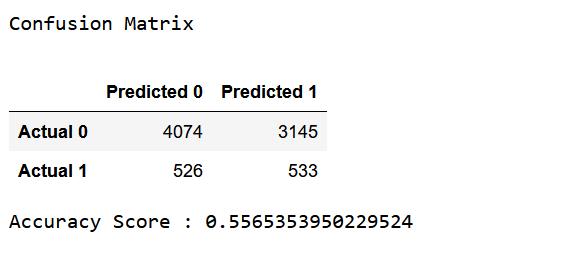 Confusion Matrix
Predicted 0 Predicted 1
Actual 0 4074 3145
Actual 1 526 533
Accuracy Score : 0.5565353950229524